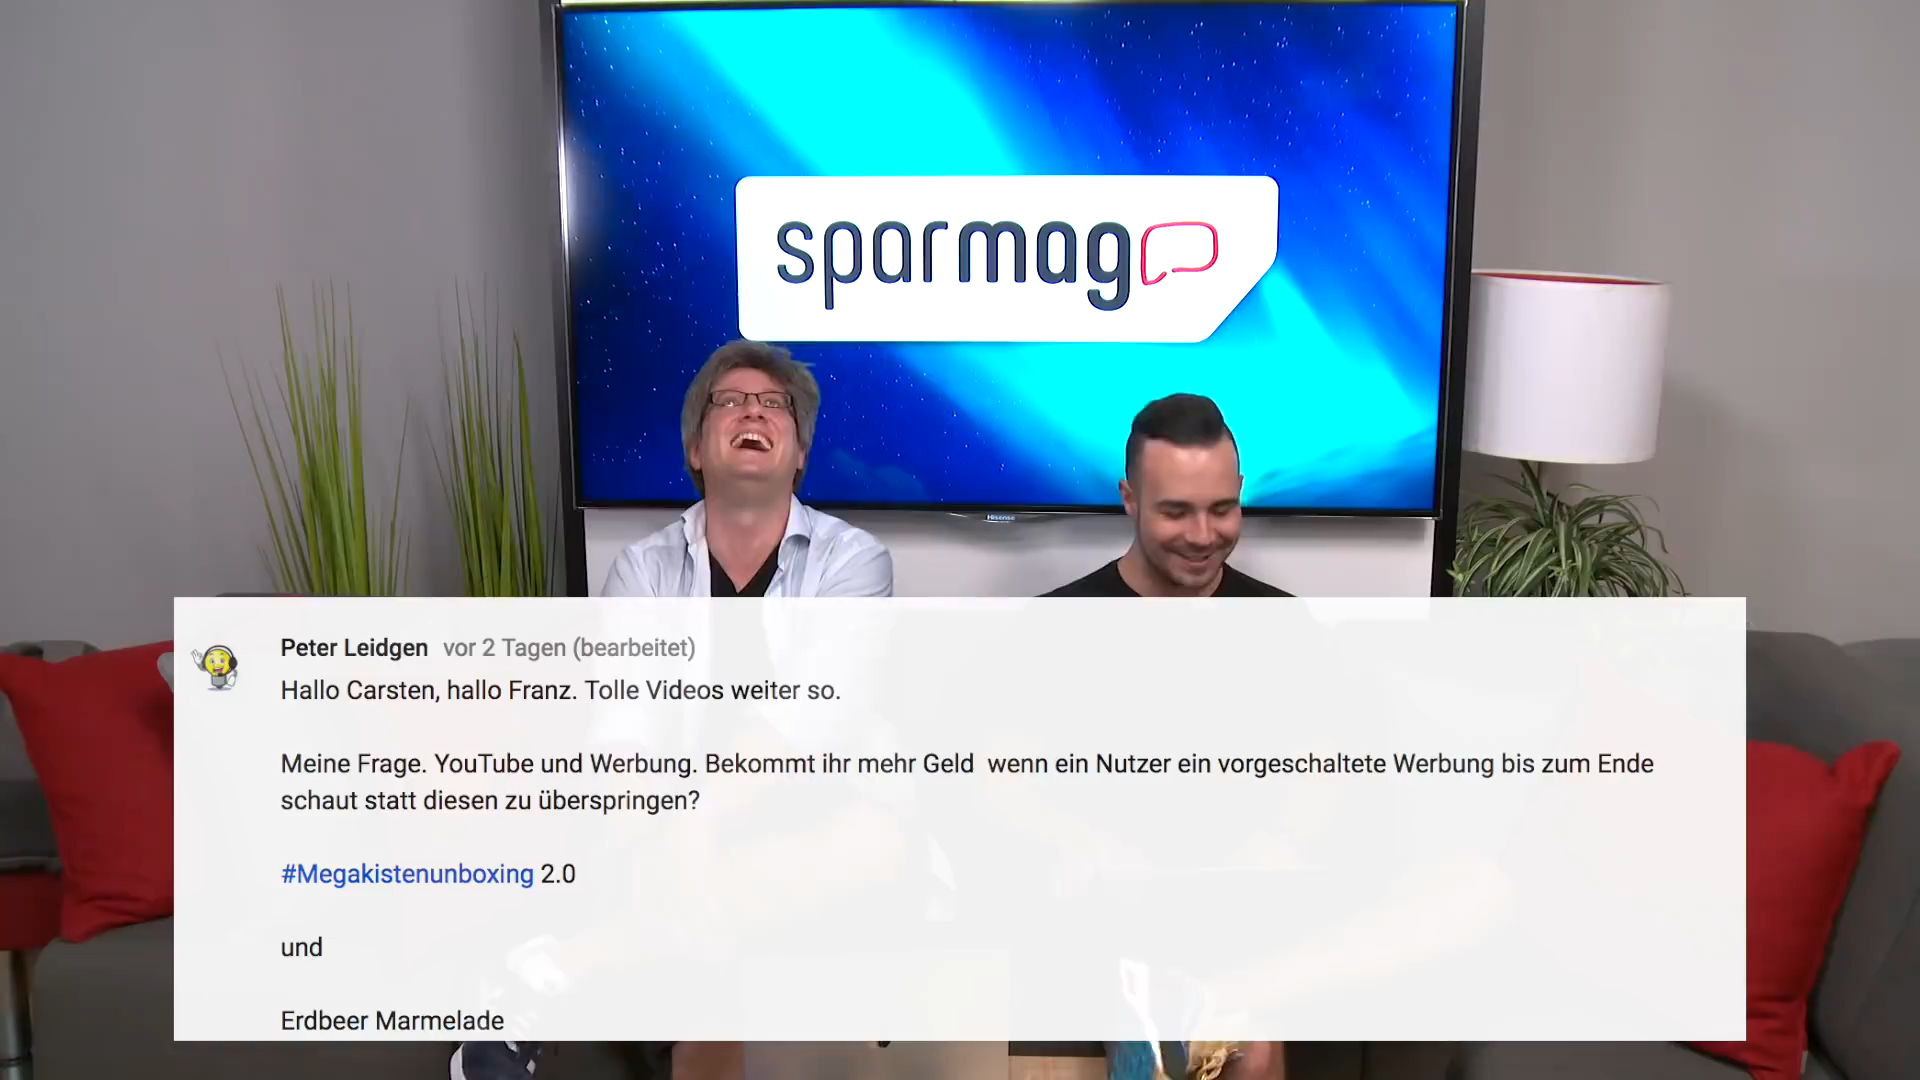 sparmag
Hisense
Peter Leidgen vor 2 Tagen (bearbeitet)
Hallo Carsten, hallo Franz. Tolle Videos weiter so.
Meine Frage. YouTube und Werbung. Bekommt ihr mehr Geld wenn ein Nutzer ein vorgeschaltete Werbung bis zum Ende
schaut statt diesen zu überspringen?
#Megakistenunboxing 2.0
und
Erdbeer Marmelade